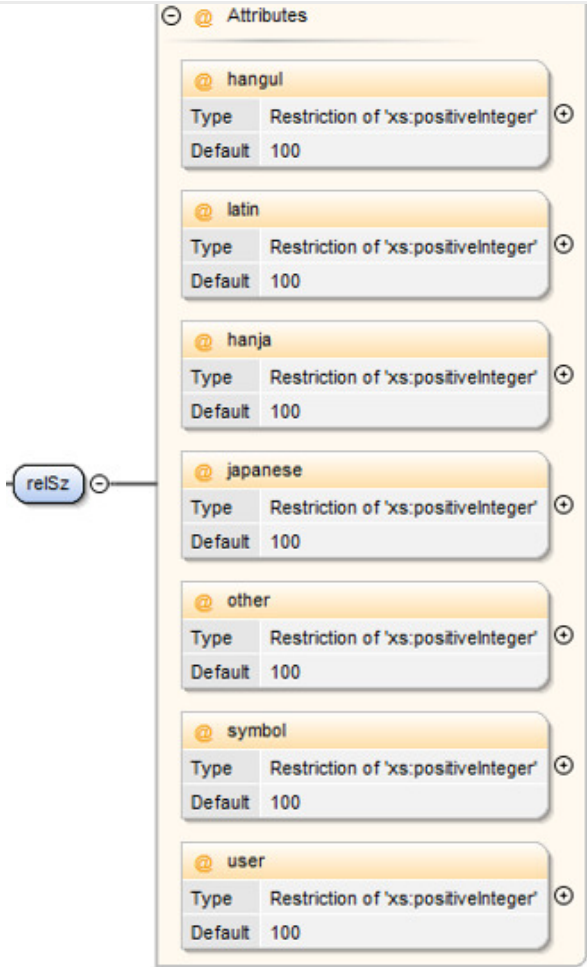 Attributes
@ hangul
Type Restriction of 'xs:positiveInteger'
Default 100
@ latin
Type Restriction of 'xs:positiveInteger'
Default 100
@ hanja
Type Restriction of 'xs:positiveInteger'
Default 100
relSz
@ japanese
Type Restriction of 'xs:positiveInteger'
Default 100
@ other
Type Restriction of 'xs:positiveInteger'
Default 100
@ symbol
Type Restriction of 'xs:positiveInteger'
Default 100
@ user
Type Restriction of 'xs:positiveInteger'
Default 100